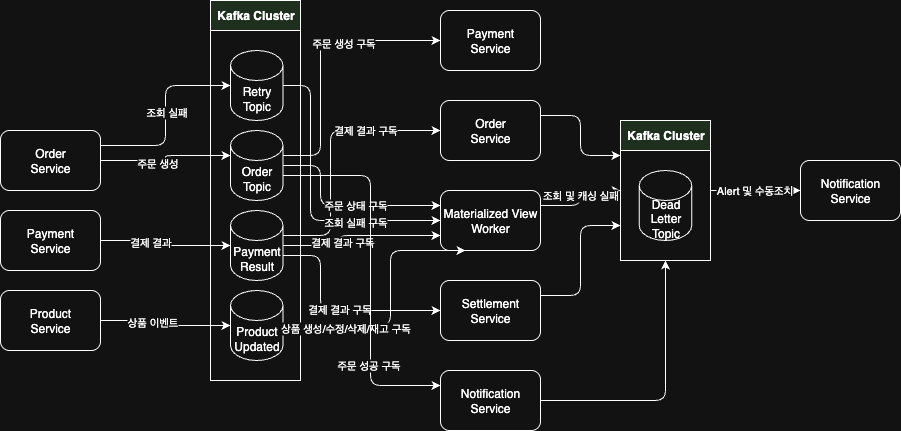 Kafka Cluster
Retry
Topic
Order
Topic
Payment
Result
Product
Updated
Order
Service
Payment
Service
Product
Service
조회 실패
주문 생성
결제 결과
상품 이벤트
주문 생성 구독
결제 결과 구독
주문 상태 구독
조회 실패 구독
결제 결과 구독
결제 결과 구독
상품 생성/수정/삭제/재고 구독
주문 성공 구독
Payment
Service
Order
Service
Materialized View
Worker
Settlement
Service
Notification
Service
조회 및 캐싱 실패
Kafka Cluster
Dead
Letter
Topic
Alert 및 수동조치
Notification
Service